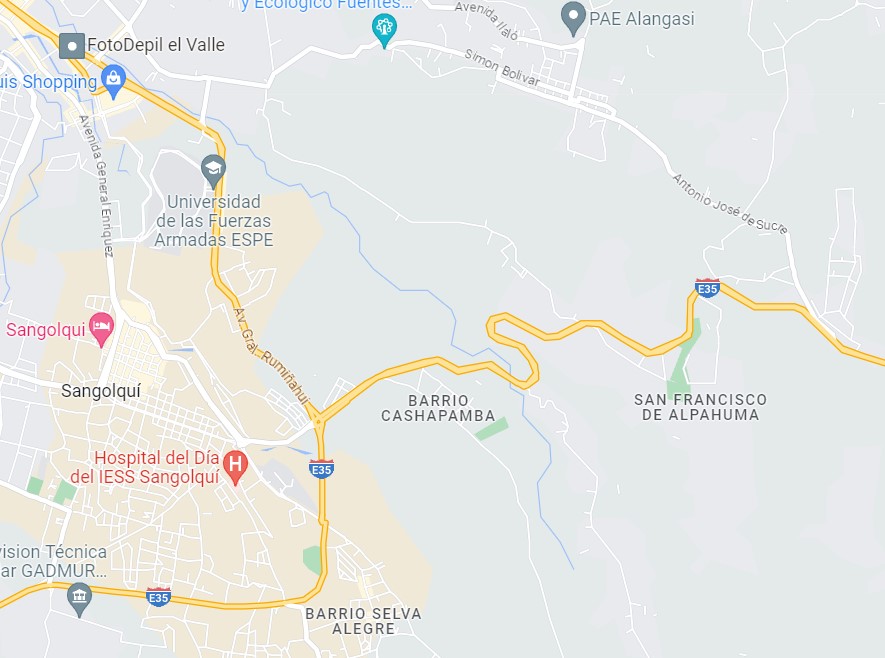 y Ecológico Fuentes...
Avenida Ilaló
PAE Alangasi
FotoDepil el Valle
uis Shopping
Simon Bolivar
Avenida General Enriquez
Universidad
de las Fuerzas
Armadas ESPE
Antonio José de Sucre
E35
Sangolqui
Av. Gral. Rumiñahui
Sangolquí
BARRIO
CASHAPAMBA
SAN FRANCISCO
DE ALPAHUMA
Hospital del Día
del IESS Sangolquí
E35
vision Técnica
ar GADMUR...
E35
BARRIO SELVA
ALEGRE